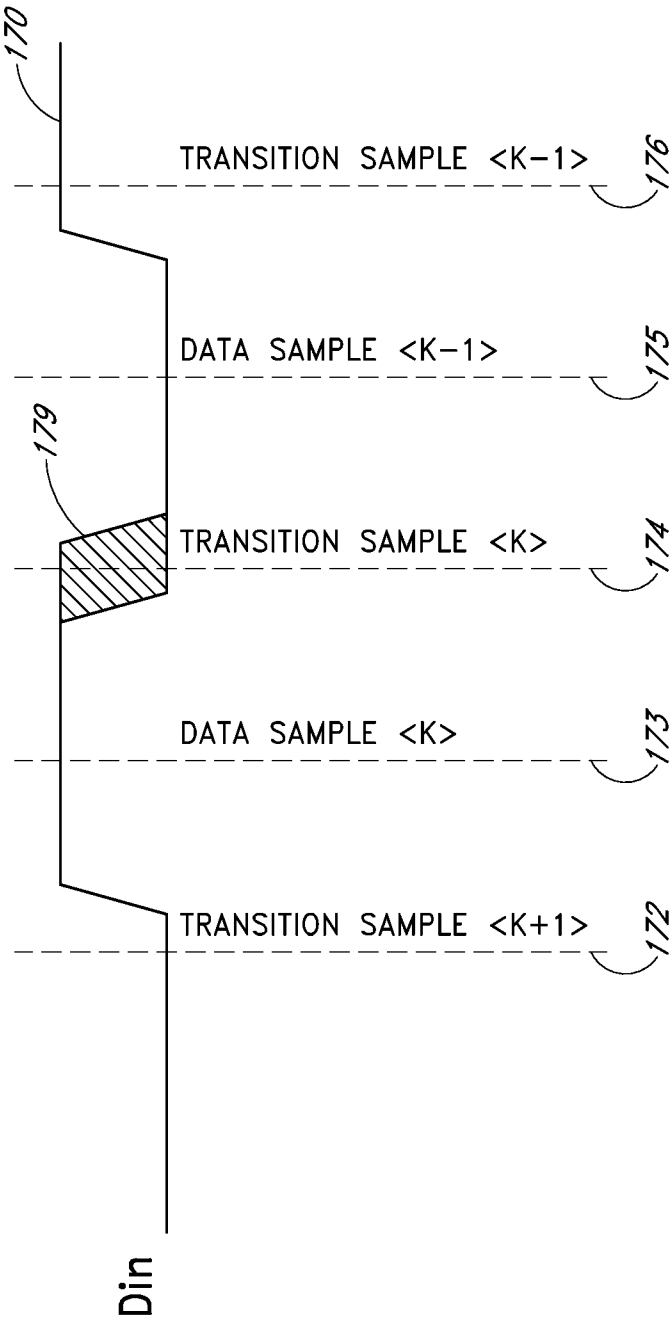 170
TRANSITION SAMPLE <K-1>
176
DATA SAMPLE <K-1>
175
179
TRANSITION SAMPLE <K>
174
DATA SAMPLE <K>
173
TRANSITION SAMPLE <K+1>
172
Din